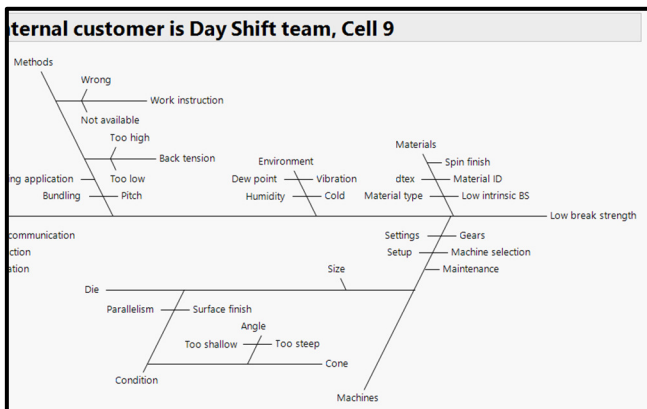 ternal customer is Day Shift team, Cell 9
Methods
Wrong
Work instruction
Not available
Too high
Back tension
Too low
ing application
Bundling
Pitch
Environment
Dew point
Vibration
Humidity
Cold
Materials
Spin finish
dtex
Material ID
Material type
Low intrinsic BS
Low break strength
communication
ction
ation
Settings
Gears
Setup
Machine selection
Maintenance
Size
Die
Parallelism
Surface finish
Angle
Too shallow
Too steep
Cone
Condition
Machines